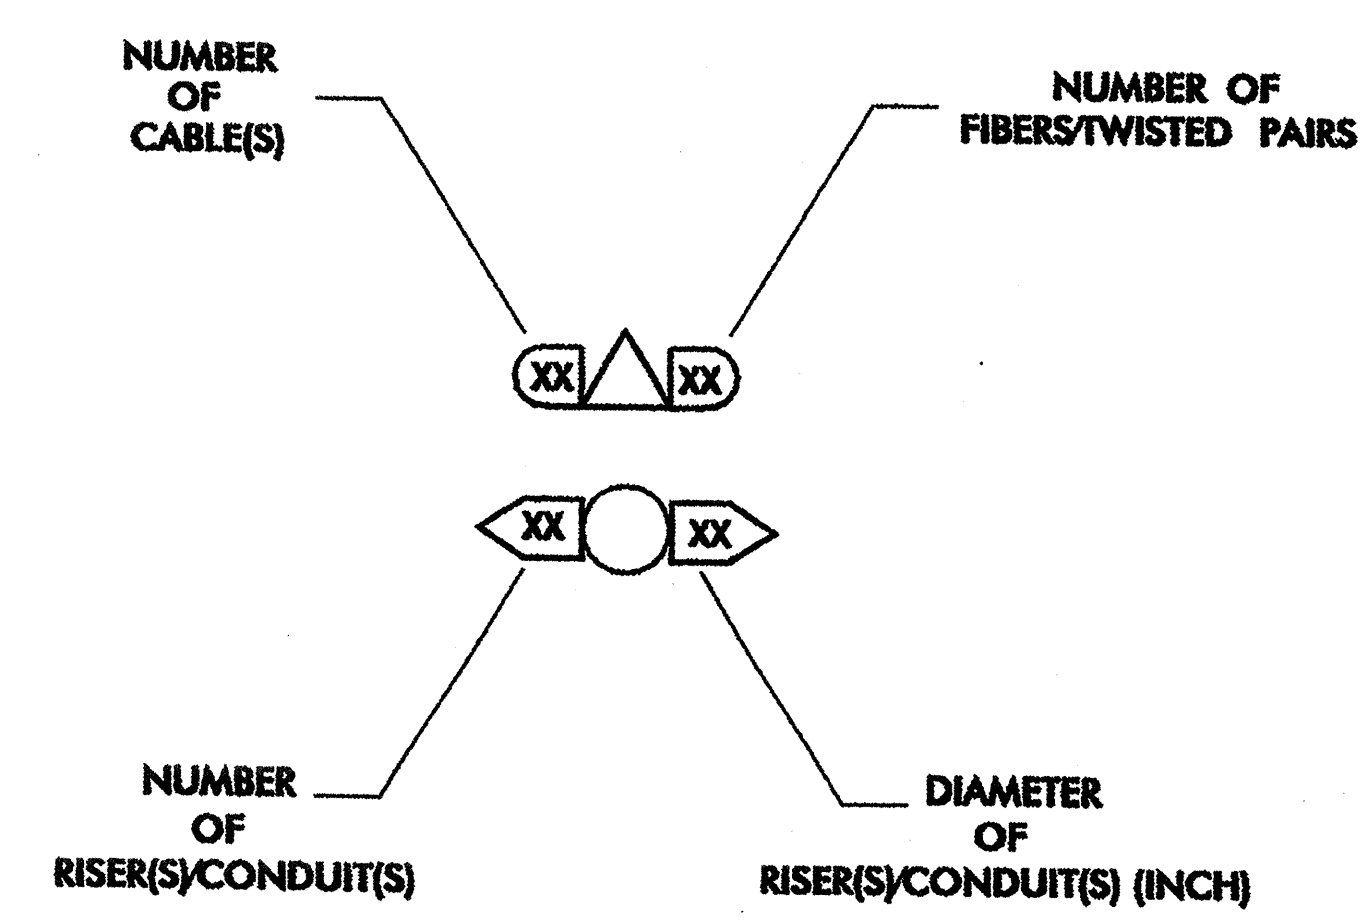 NUMBER
OF
CABLE(S)
NUMBER OF
FIBERS/TWISTED PAIRS
XX
XX
XX
XX
NUMBER
OF
RISER(S)/CONDUIT(S)
DIAMETER
OF
RISER(S)/CONDUIT(S) (INCH)